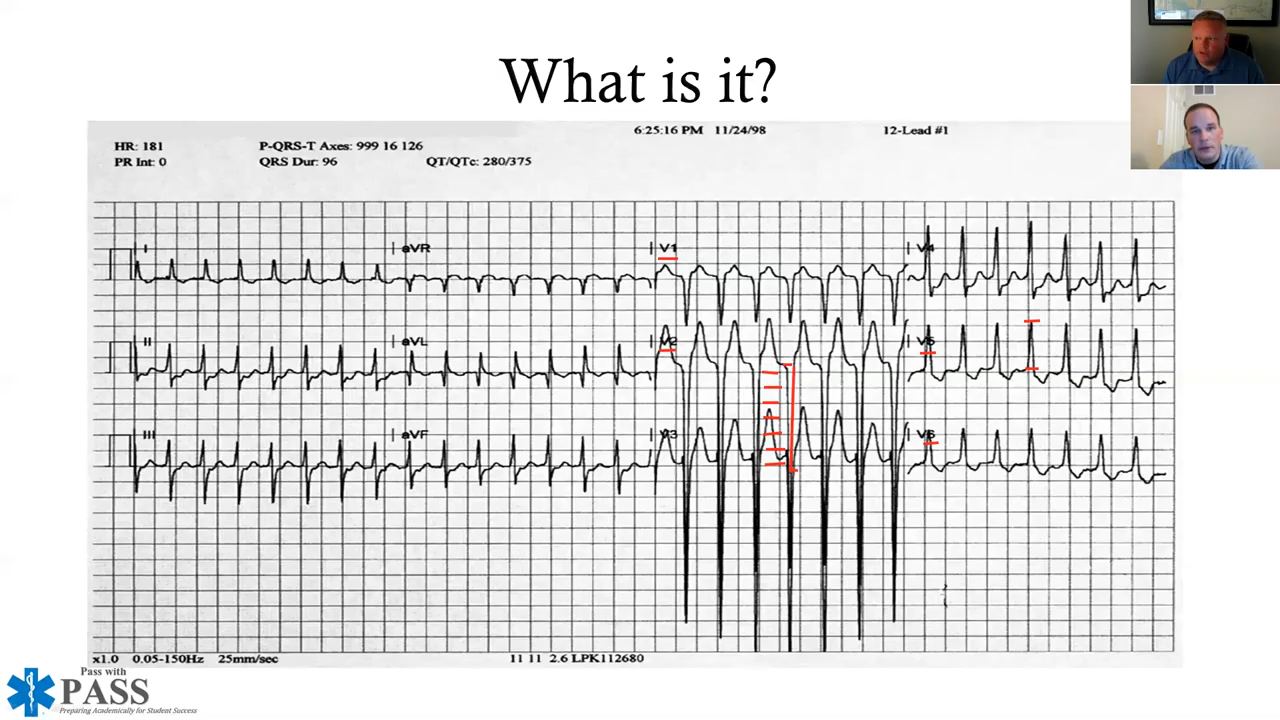 What is it?
6:25:16 PM 11/24/98 12-Lead #1
HR: 181 P-QRS-T Axes: 999 16 126
PR Int: 0 QRS Dur: 96 QT/QTc: 280/375
I aVR V1 V4
II aVL V2 V5
III aVF V3 V6
x1.0 0.05-150Hz 25mm/sec 11 11 2.6 LPK112680
Pass with
PASS
Preparing Academically for Student Success